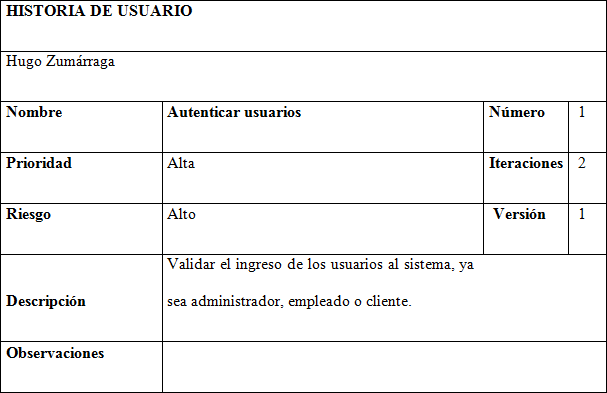 HISTORIA DE USUARIO
Hugo Zumárraga
Nombre Autenticar usuarios Número 1
Prioridad Alta Iteraciones 2
Riesgo Alto Versión 1
Descripción Validar el ingreso de los usuarios al sistema, ya
sea administrador, empleado o cliente.
Observaciones